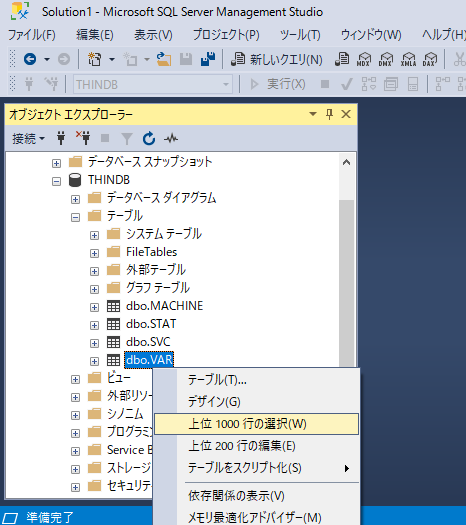 Solution1 - Microsoft SQL Server Management Studio
ファイル(F) 編集(E) 表示(V) プロジェクト(P) ツール(T) ウィンドウ(W) ヘルプ(H)
新しいクエリ(N) MDX DMX XMLA DAX
THINDB 実行(X)
オブジェクト エクスプローラー
接続
データベース スナップショット
THINDB
データベース ダイアグラム
テーブル
システム テーブル
FileTables
外部テーブル
グラフ テーブル
dbo.MACHINE
dbo.STAT
dbo.SVC
dbo.VAR
ビュー
外部リソー
シノニム
プログラミン
Service B
ストレージ
セキュリテ
テーブル(T)...
デザイン(G)
上位 1000 行の選択(W)
上位 200 行の編集(E)
テーブルをスクリプト化(S)
依存関係の表示(V)
メモリ最適化アドバイザー(M)
準備完了